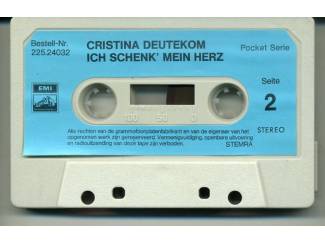 Bestell-Nr.
225.24032
CRISTINA DEUTEKOM
ICH SCHENK' MEIN HERZ
Pocket Serie
EMI
Seite
2
100 50 0
STEREO
Alle rechten van de grammofoonplatenfabrikant en van de eigenaar van het
opgenomen werk zijn gereserveerd. Vermenigvuldiging, openbare uitvoering
en radiouitzending van deze tape zijn verboden.
STEMRA